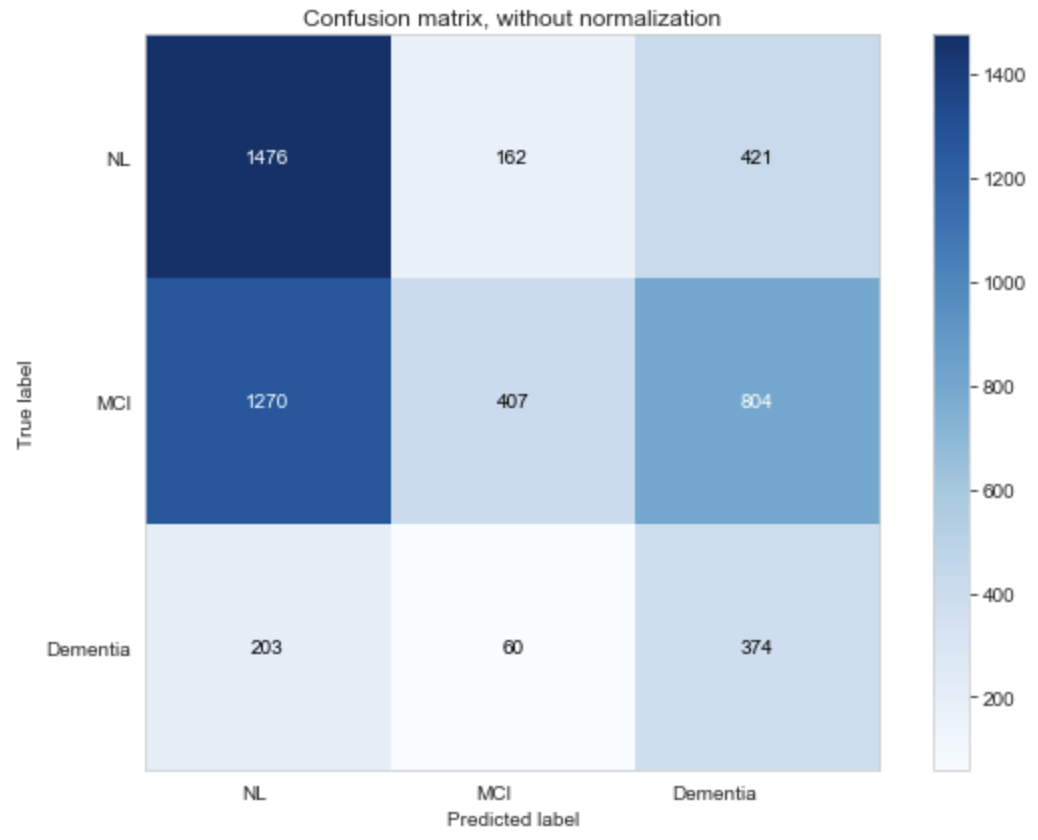 Confusion matrix, without normalization
NL
1476
162
421
MCI
1270
407
804
Dementia
203
60
374
NL
MCI
Dementia
Predicted label
True label
1400
1200
1000
800
600
400
200